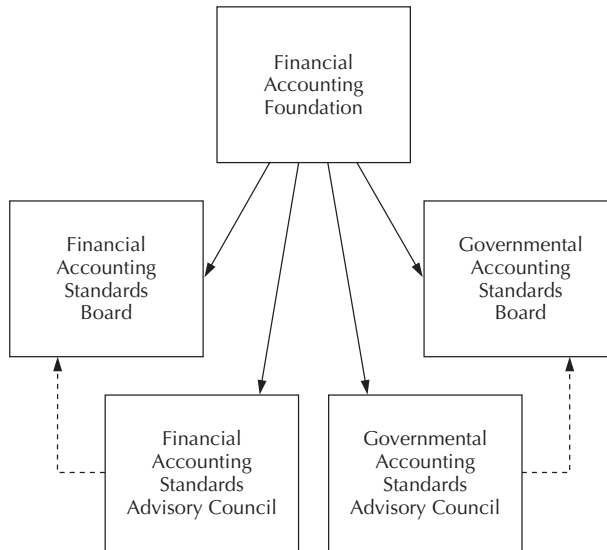 Financial
Accounting
Foundation
Financial
Accounting
Standards
Board
Governmental
Accounting
Standards
Board
Financial
Accounting
Standards
Advisory Council
Governmental
Accounting
Standards
Advisory Council